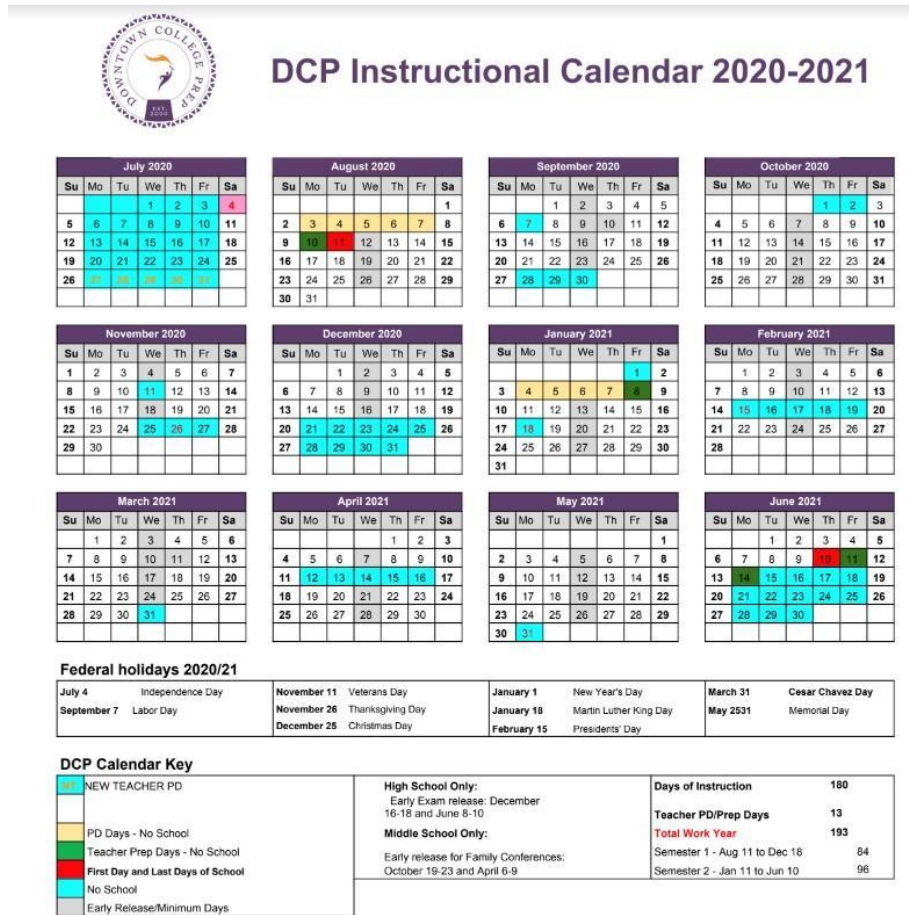 DOWNTOWN COLLEGE PREP
EST.
2000
DCP Instructional Calendar 2020-2021
July 2020
Su Mo Tu We Th Fr Sa
1 2 3 4
5 6 7 8 9 10 11
12 13 14 15 16 17 18
19 20 21 22 23 24 25
26 27 28 29 30 31
August 2020
Su Mo Tu We Th Fr Sa
1
2 3 4 5 6 7 8
9 10 11 12 13 14 15
16 17 18 19 20 21 22
23 24 25 26 27 28 29
30 31
September 2020
Su Mo Tu We Th Fr Sa
1 2 3 4 5
6 7 8 9 10 11 12
13 14 15 16 17 18 19
20 21 22 23 24 25 26
27 28 29 30
October 2020
Su Mo Tu We Th Fr Sa
1 2 3
4 5 6 7 8 9 10
11 12 13 14 15 16 17
18 19 20 21 22 23 24
25 26 27 28 29 30 31
November 2020
Su Mo Tu We Th Fr Sa
1 2 3 4 5 6 7
8 9 10 11 12 13 14
15 16 17 18 19 20 21
22 23 24 25 26 27 28
29 30
December 2020
Su Mo Tu We Th Fr Sa
1 2 3 4 5
6 7 8 9 10 11 12
13 14 15 16 17 18 19
20 21 22 23 24 25 26
27 28 29 30 31
January 2021
Su Mo Tu We Th Fr Sa
1 2
3 4 5 6 7 8 9
10 11 12 13 14 15 16
17 18 19 20 21 22 23
24 25 26 27 28 29 30
31
February 2021
Su Mo Tu We Th Fr Sa
1 2 3 4 5 6
7 8 9 10 11 12 13
14 15 16 17 18 19 20
21 22 23 24 25 26 27
28
March 2021
Su Mo Tu We Th Fr Sa
1 2 3 4 5 6
7 8 9 10 11 12 13
14 15 16 17 18 19 20
21 22 23 24 25 26 27
28 29 30 31
April 2021
Su Mo Tu We Th Fr Sa
1 2 3
4 5 6 7 8 9 10
11 12 13 14 15 16 17
18 19 20 21 22 23 24
25 26 27 28 29 30
May 2021
Su Mo Tu We Th Fr Sa
1
2 3 4 5 6 7 8
9 10 11 12 13 14 15
16 17 18 19 20 21 22
23 24 25 26 27 28 29
30 31
June 2021
Su Mo Tu We Th Fr Sa
1 2 3 4 5
6 7 8 9 10 11 12
13 14 15 16 17 18 19
20 21 22 23 24 25 26
27 28 29 30
Federal holidays 2020/21
July 4 Independence Day
September 7 Labor Day
November 11 Veterans Day
November 26 Thanksgiving Day
December 25 Christmas Day
January 1 New Year's Day
January 18 Martin Luther King Day
February 15 Presidents' Day
March 31 Cesar Chavez Day
May 2531 Memorial Day
DCP Calendar Key
NEW TEACHER PD
PD Days - No School
Teacher Prep Days - No School
First Day and Last Days of School
No School
Early Release/Minimum Days
High School Only:
Early Exam release: December
16-18 and June 8-10
Middle School Only:
Early release for Family Conferences:
October 19-23 and April 6-9
Days of Instruction 180
Teacher PD/Prep Days 13
Total Work Year 193
Semester 1 - Aug 11 to Dec 18 84
Semester 2 - Jan 11 to Jun 10 96